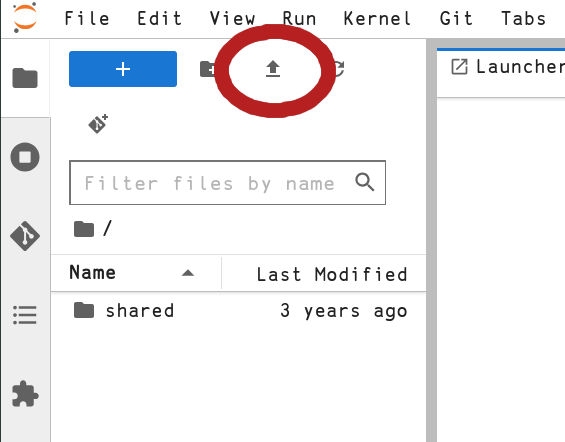 File Edit View Run Kernel Git Tabs
Launcher
Filter files by name
/
Name Last Modified
shared 3 years ago